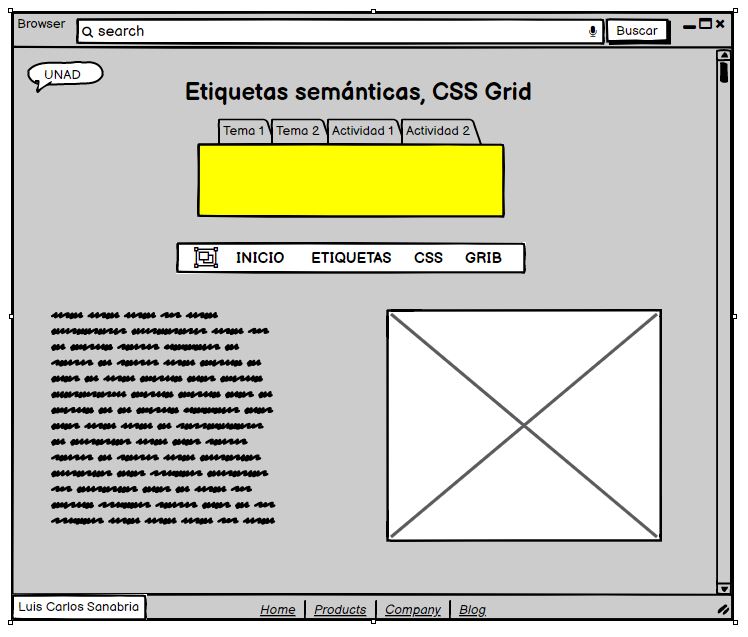 Browser
search
Buscar
UNAD
Etiquetas semánticas, CSS Grid
Tema 1 Tema 2 Actividad 1 Actividad 2
INICIO ETIQUETAS CSS GRIB
Luis Carlos Sanabria
Home Products Company Blog